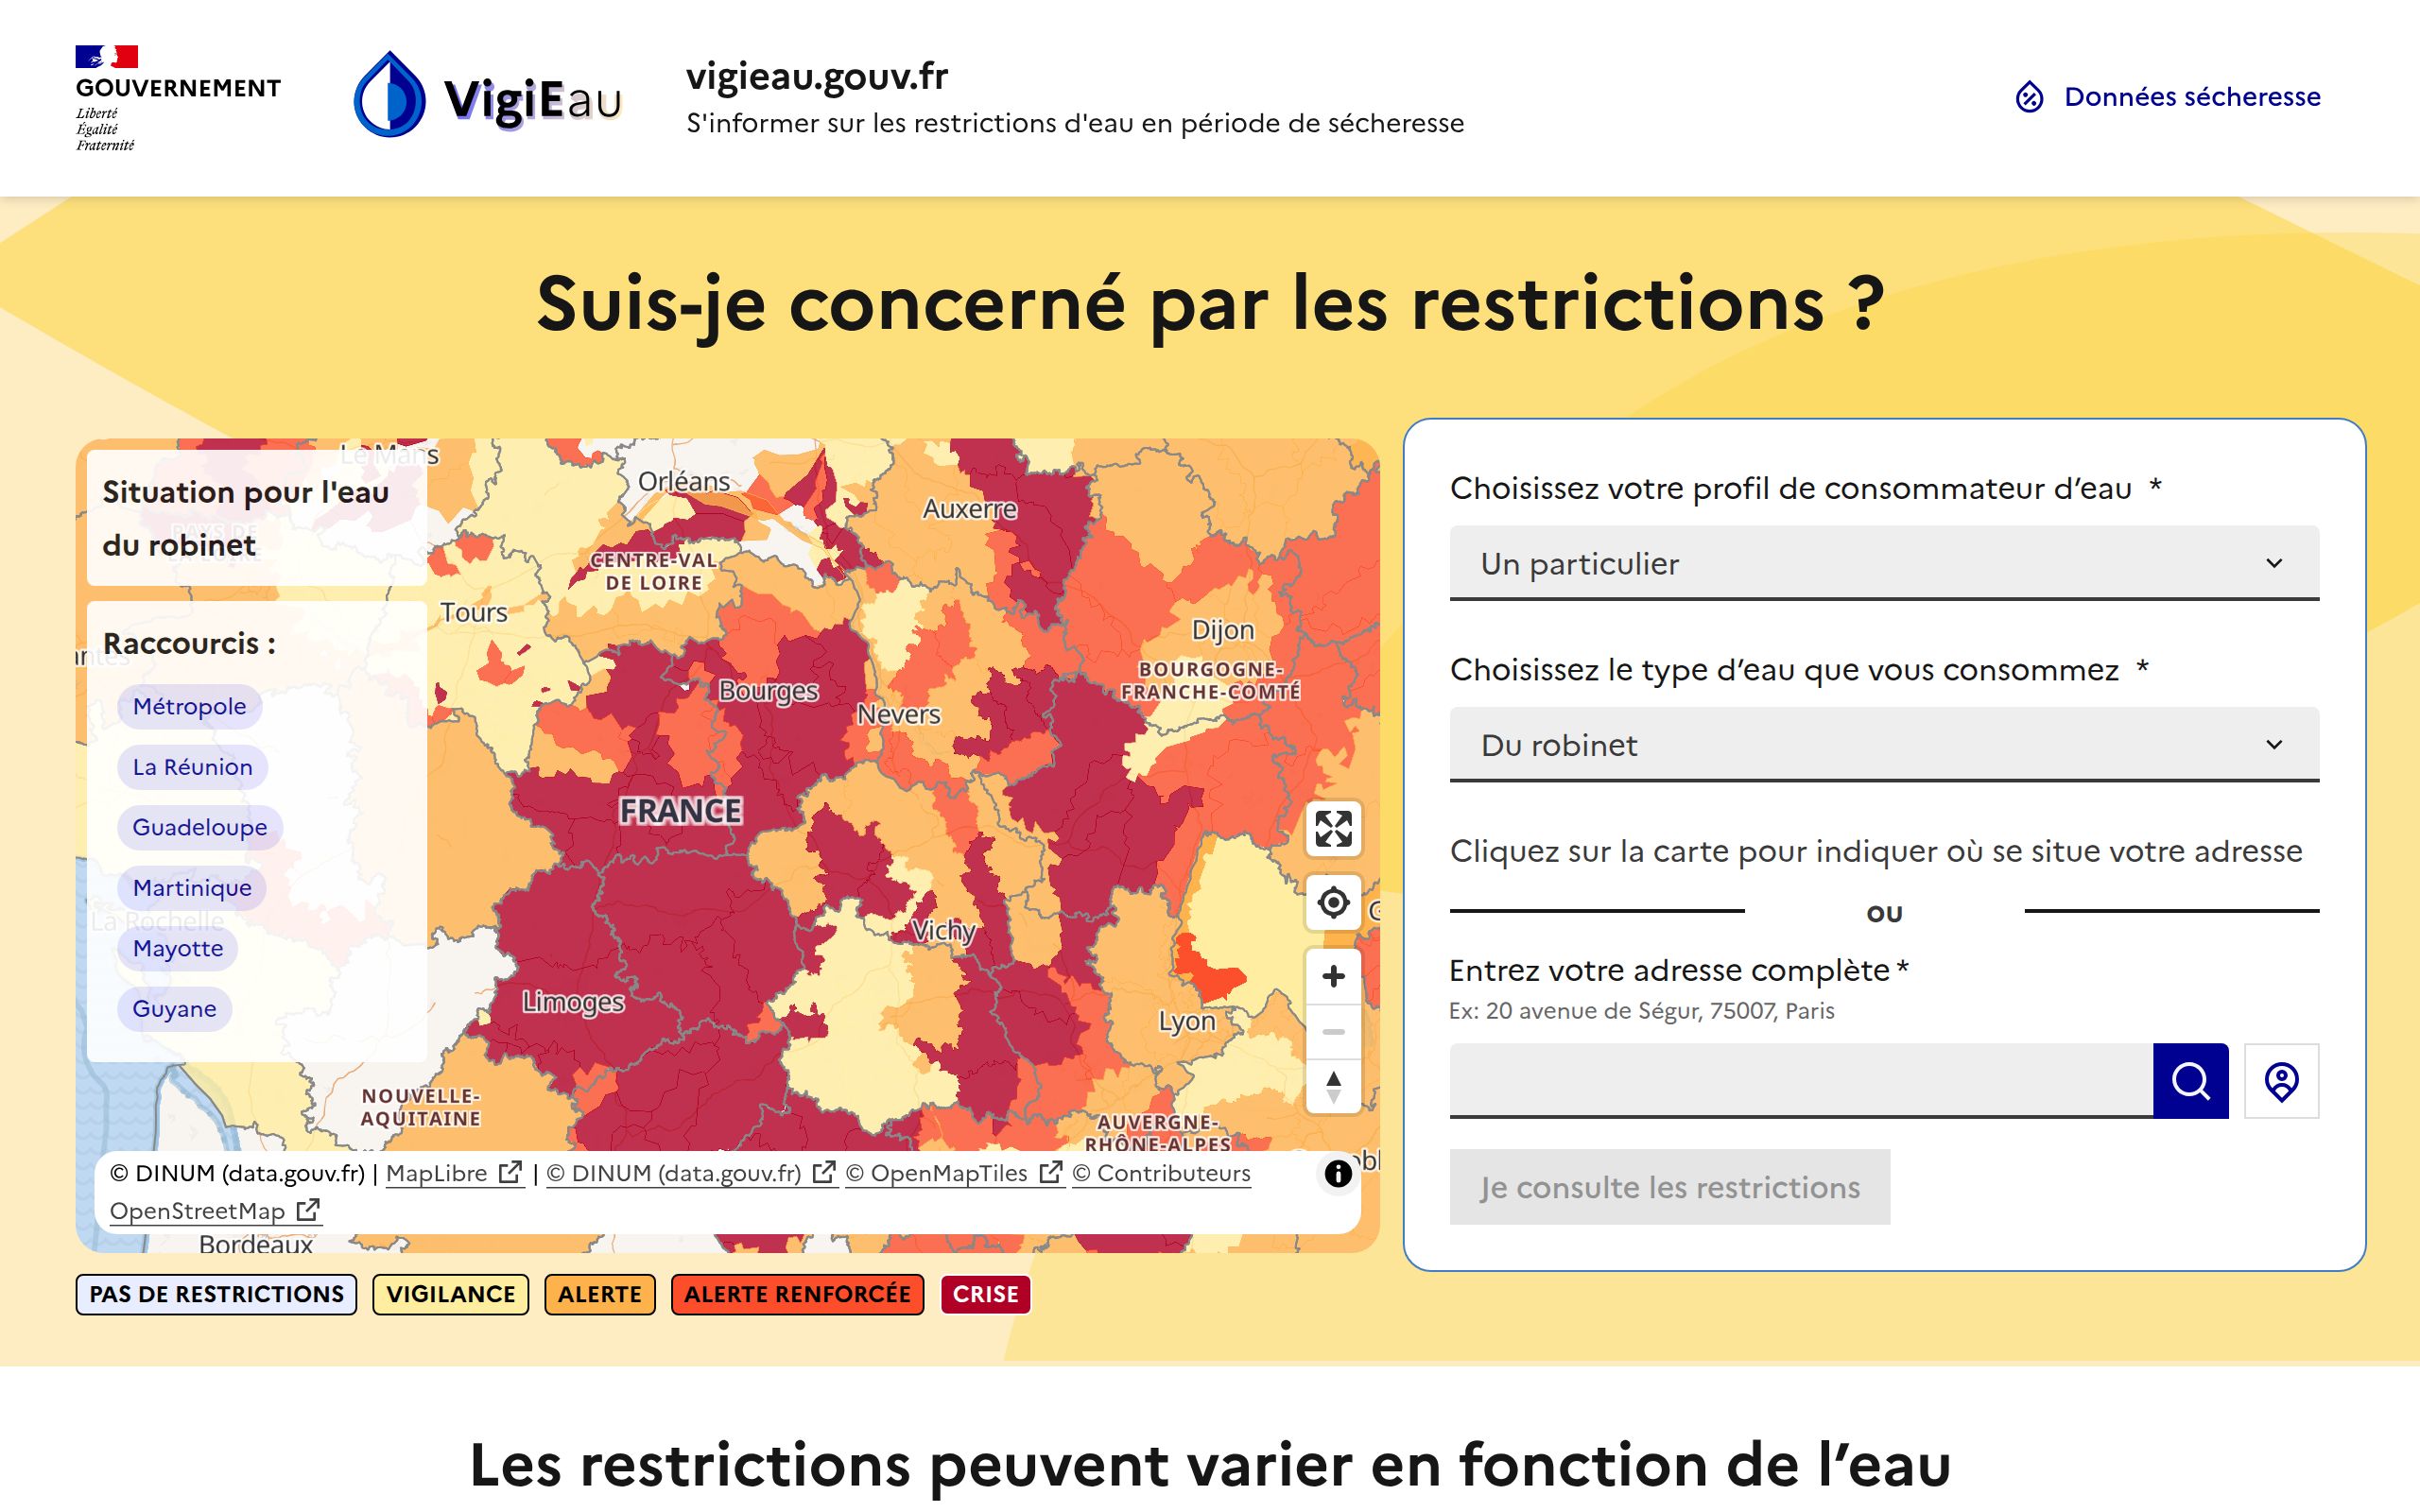 GOUVERNEMENT
Liberté
Égalité
Fraternité
VigiEau
vigieau.gouv.fr
S'informer sur les restrictions d'eau en période de sécheresse
Données sécheresse
Suis-je concerné par les restrictions ?
Situation pour l'eau
du robinet
Raccourcis :
Métropole
La Réunion
Guadeloupe
Martinique
Mayotte
Guyane
Le Mans
Orléans
Auxerre
CENTRE-VAL
DE LOIRE
Tours
Dijon
BOURGOGNE-
FRANCHE-COMTÉ
Bourges
Nevers
FRANCE
La Rochelle
Vichy
Limoges
Lyon
NOUVELLE-
AQUITAINE
AUVERGNE-
RHÔNE-ALPES
© DINUM (data.gouv.fr) | MapLibre | © DINUM (data.gouv.fr) © OpenMapTiles © Contributeurs
OpenStreetMap
Bordeaux
PAS DE RESTRICTIONS
VIGILANCE
ALERTE
ALERTE RENFORCÉE
CRISE
Choisissez votre profil de consommateur d’eau *
Un particulier
Choisissez le type d’eau que vous consommez *
Du robinet
Cliquez sur la carte pour indiquer où se situe votre adresse
ou
Entrez votre adresse complète *
Ex: 20 avenue de Ségur, 75007, Paris
Je consulte les restrictions
Les restrictions peuvent varier en fonction de l’eau